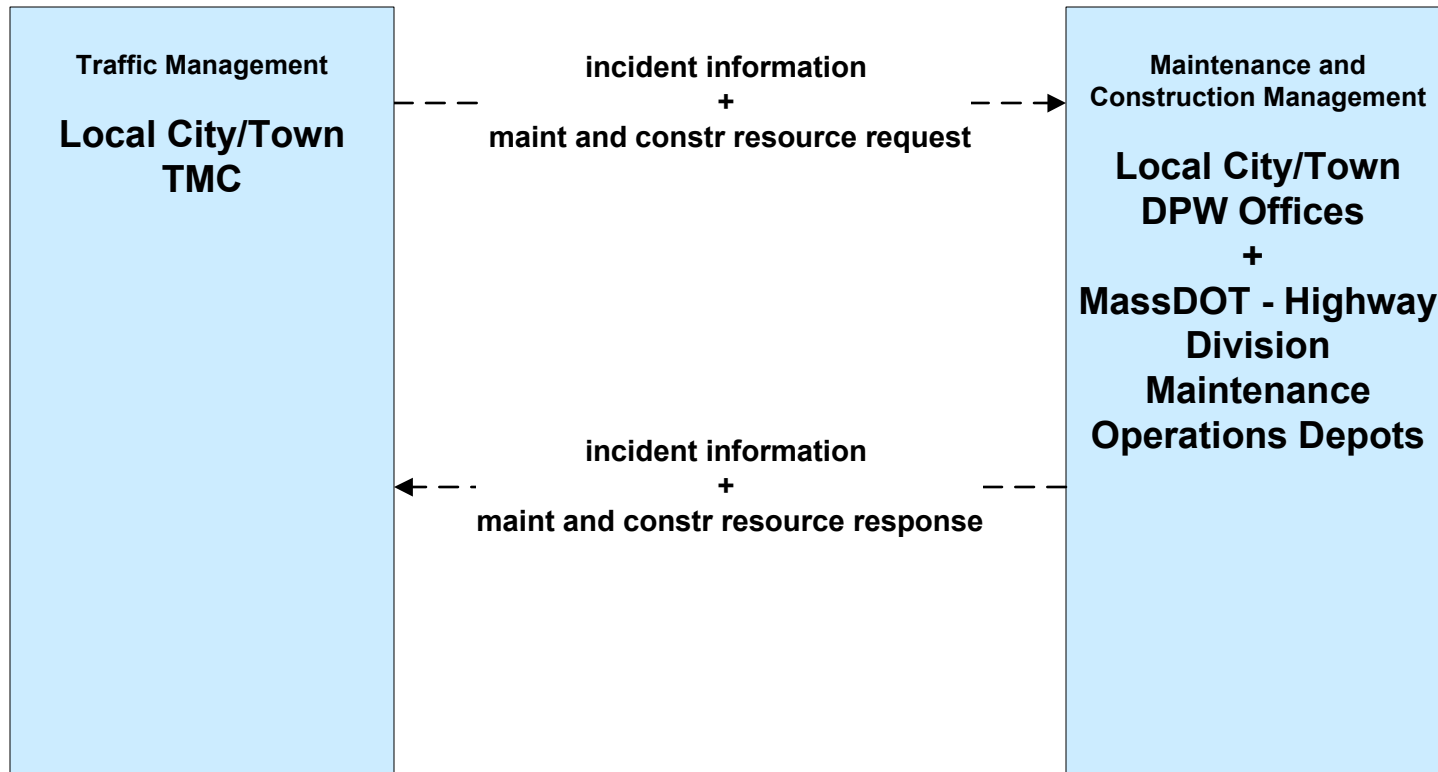 Traffic Management
Local City/Town
TMC
incident information
+
maint and constr resource request
incident information
+
maint and constr resource response
Maintenance and
Construction Management
Local City/Town
DPW Offices
+
MassDOT - Highway
Division
Maintenance
Operations Depots